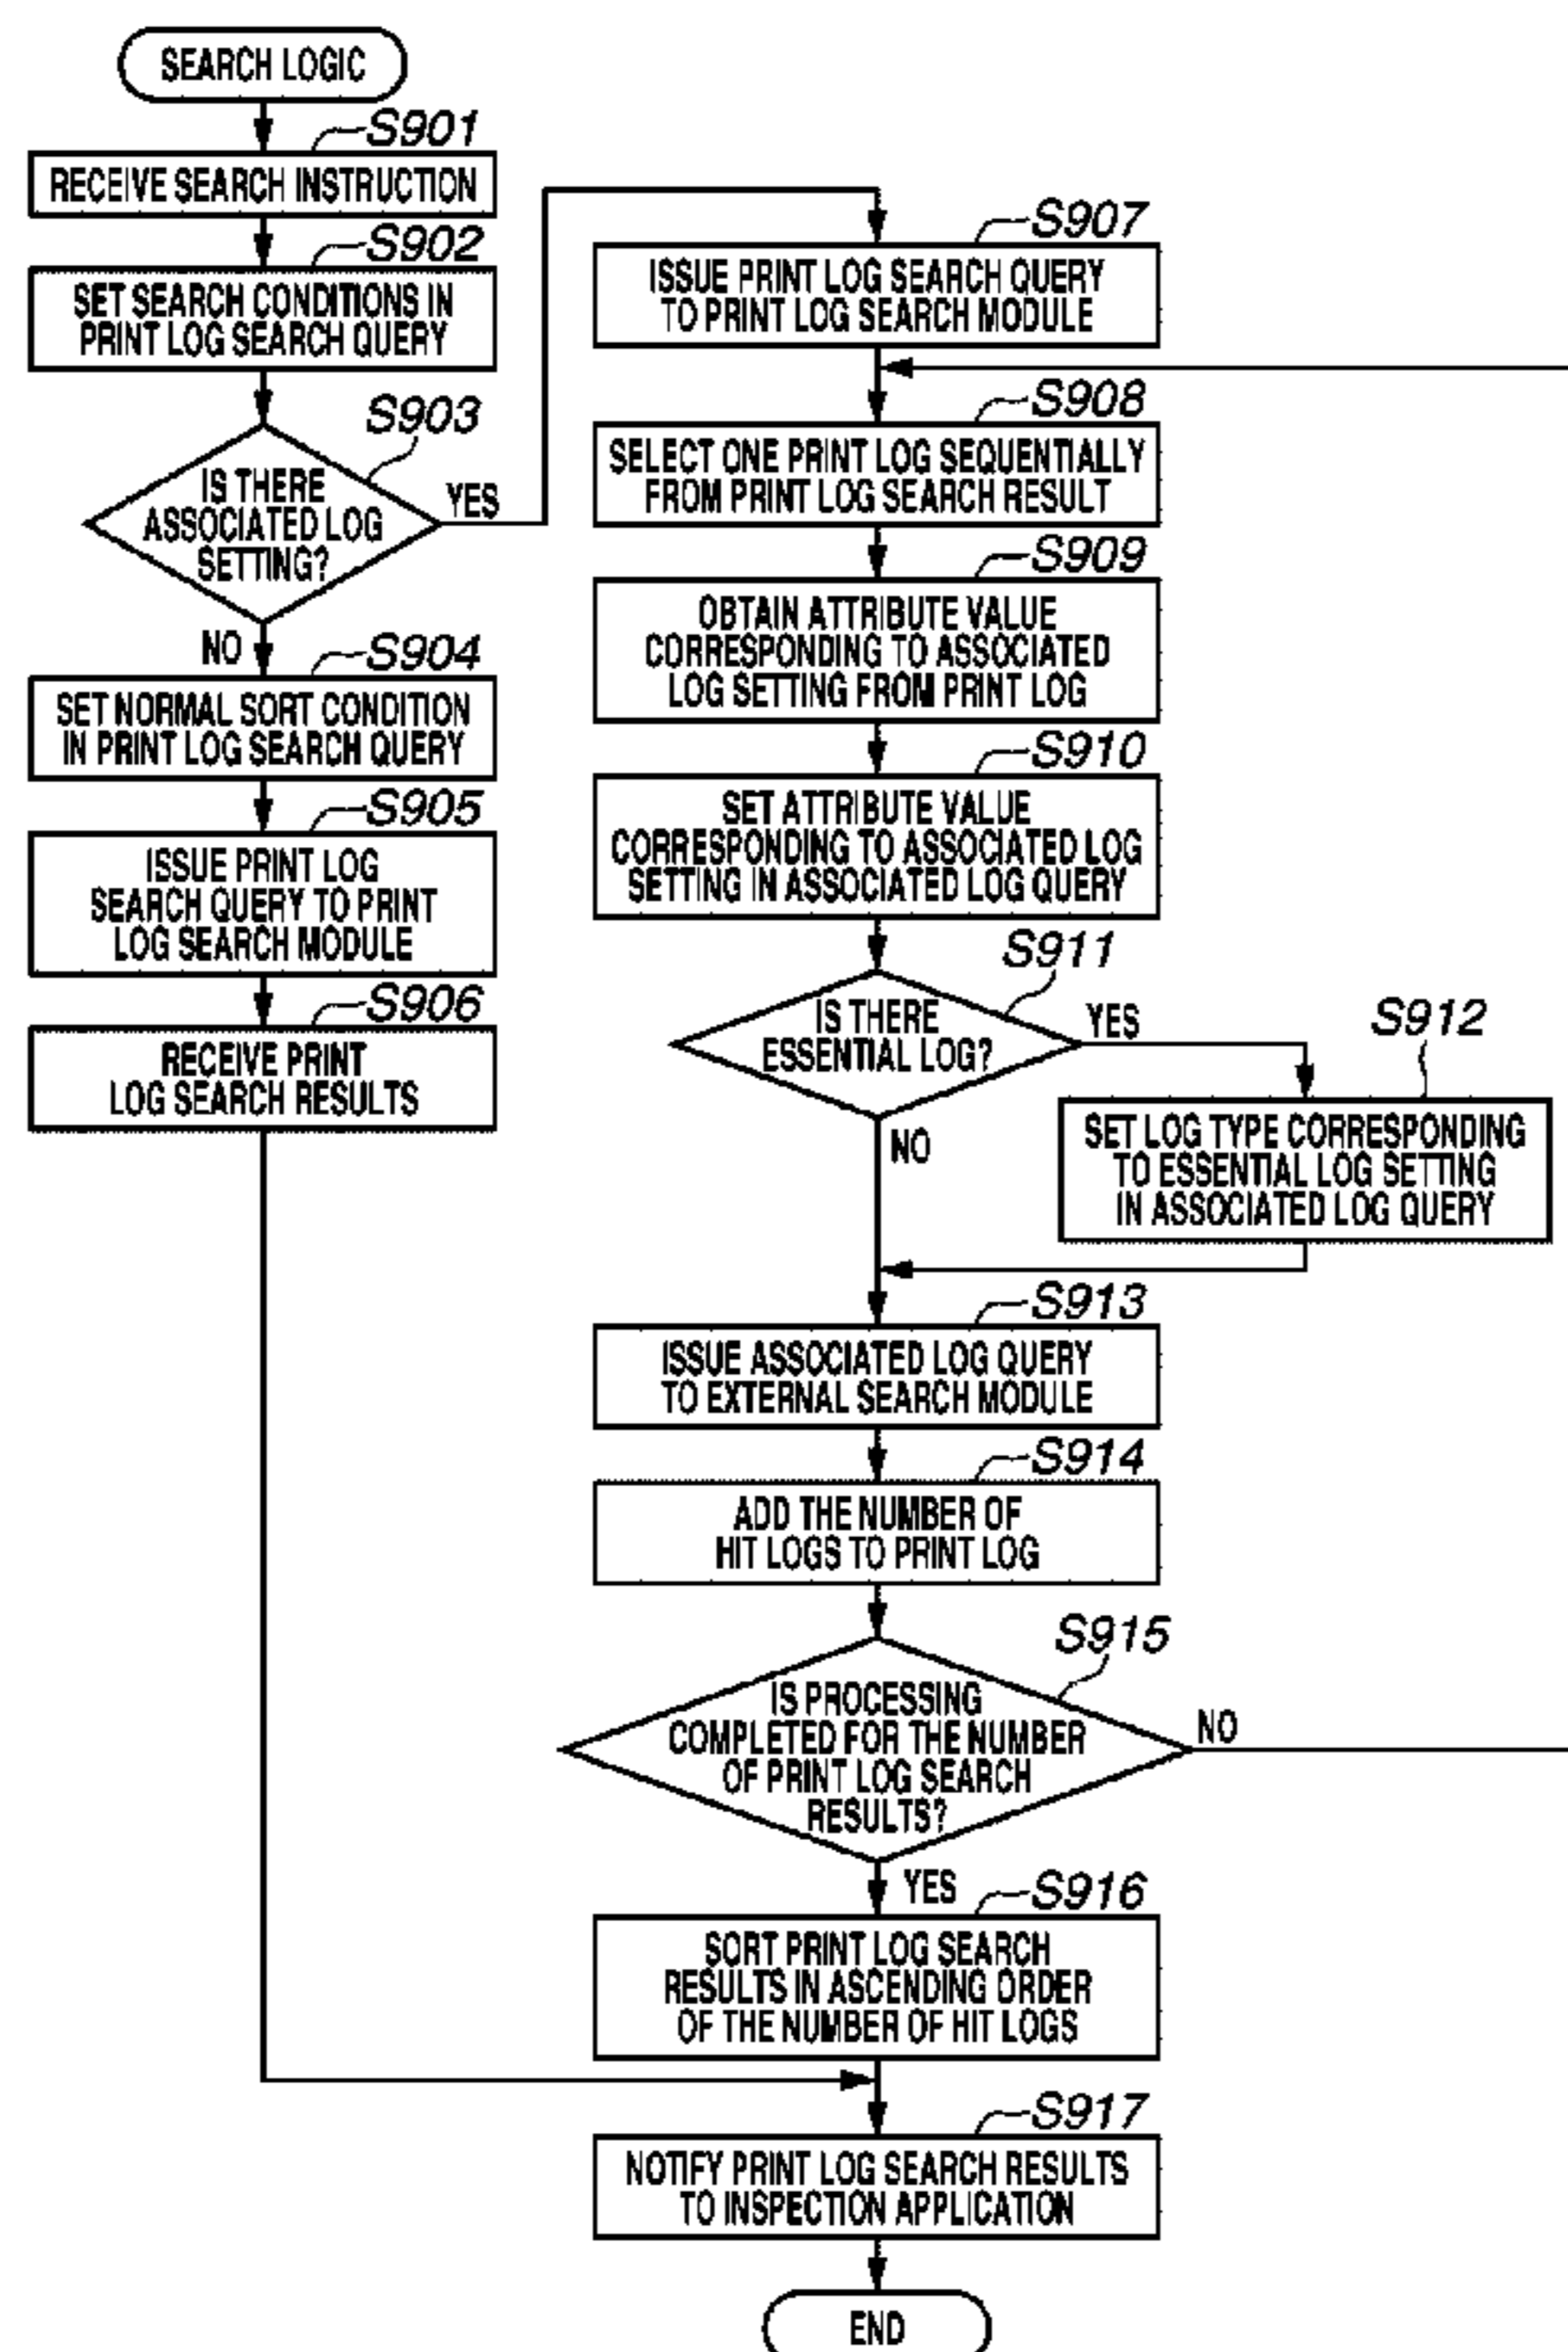 SEARCH LOGIC
S901
RECEIVE SEARCH INSTRUCTION
S902
SET SEARCH CONDITIONS IN
PRINT LOG SEARCH QUERY
S903
IS THERE
ASSOCIATED LOG
SETTING?
YES
NO
S904
SET NORMAL SORT CONDITION
IN PRINT LOG SEARCH QUERY
S905
ISSUE PRINT LOG
SEARCH QUERY TO PRINT
LOG SEARCH MODULE
S906
RECEIVE PRINT
LOG SEARCH RESULTS
S907
ISSUE PRINT LOG SEARCH QUERY
TO PRINT LOG SEARCH MODULE
S908
SELECT ONE PRINT LOG SEQUENTIALLY
FROM PRINT LOG SEARCH RESULT
S909
OBTAIN ATTRIBUTE VALUE
CORRESPONDING TO ASSOCIATED
LOG SETTING FROM PRINT LOG
S910
SET ATTRIBUTE VALUE
CORRESPONDING TO ASSOCIATED LOG
SETTING IN ASSOCIATED LOG QUERY
S911
IS THERE
ESSENTIAL LOG?
YES
NO
S912
SET LOG TYPE CORRESPONDING
TO ESSENTIAL LOG SETTING
IN ASSOCIATED LOG QUERY
S913
ISSUE ASSOCIATED LOG QUERY
TO EXTERNAL SEARCH MODULE
S914
ADD THE NUMBER OF
HIT LOGS TO PRINT LOG
S915
IS PROCESSING
COMPLETED FOR THE NUMBER
OF PRINT LOG SEARCH
RESULTS?
NO
YES
S916
SORT PRINT LOG SEARCH
RESULTS IN ASCENDING ORDER
OF THE NUMBER OF HIT LOGS
S917
NOTIFY PRINT LOG SEARCH RESULTS
TO INSPECTION APPLICATION
END